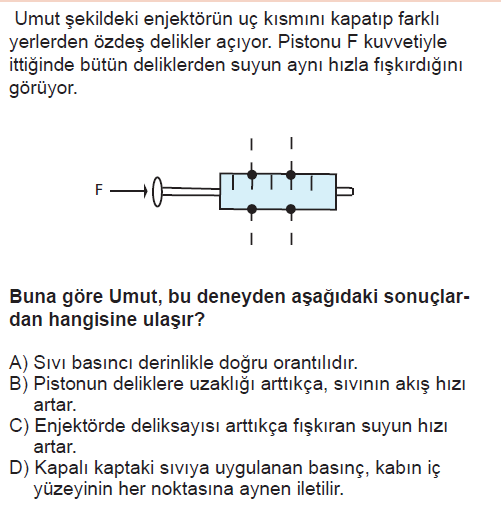 Umut şekildeki enjektörün uç kısmını kapatıp farklı
yerlerden özdeş delikler açıyor. Pistonu F kuvvetiyle
ittiğinde bütün deliklerden suyun aynı hızla fışkırdığını
görüyor.
F
Buna göre Umut, bu deneyden aşağıdaki sonuçlar-
dan hangisine ulaşır?
A) Sıvı basıncı derinlikle doğru orantılıdır.
B) Pistonun deliklere uzaklığı arttıkça, sıvının akış hızı
artar.
C) Enjektörde deliksayısı arttıkça fışkıran suyun hızı
artar.
D) Kapalı kaptaki sıvıya uygulanan basınç, kabın iç
yüzeyinin her noktasına aynen iletilir.